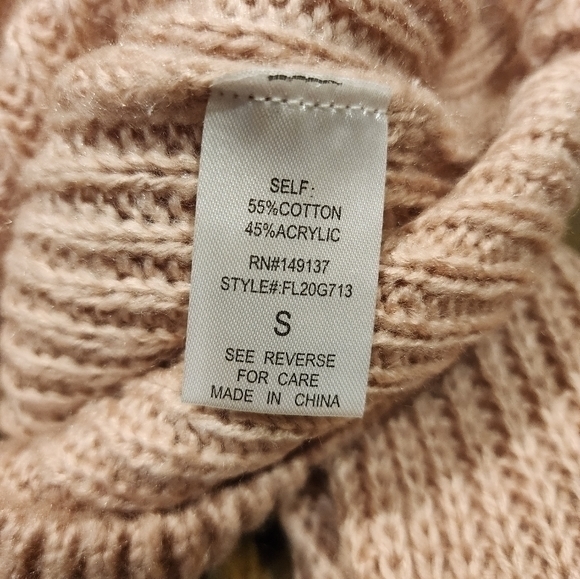 SELF:
55%COTTON
45%ACRYLIC
RN#149137
STYLE#:FL20G713
S
SEE REVERSE
FOR CARE
MADE IN CHINA